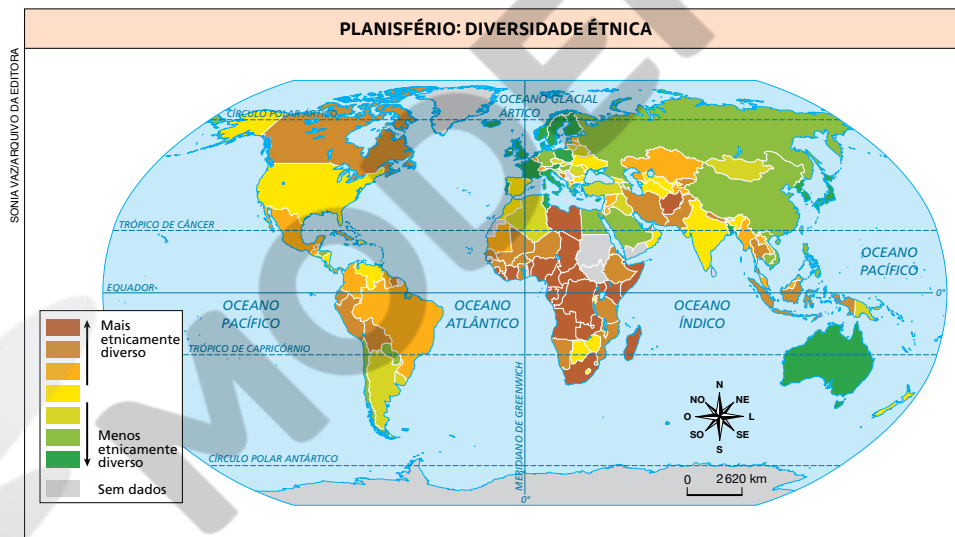 PLANISFÉRIO: DIVERSIDADE ÉTNICA
SONIA VAZ/ARQUIVO DA EDITORA
OCEANO GLACIAL
ÁRTICO
CÍRCULO POLAR ÁRTICO
TRÓPICO DE CÂNCER
OCEANO
PACÍFICO
EQUADOR
0°
OCEANO
PACÍFICO
OCEANO
ATLÂNTICO
OCEANO
ÍNDICO
TRÓPICO DE CAPRICÓRNIO
MERIDIANO DE GREENWICH
CÍRCULO POLAR ANTÁRTICO
0°
Mais
etnicamente
diverso
Menos
etnicamente
diverso
Sem dados
N
NO
NE
O
L
SO
SE
S
0 2 620 km
MODE